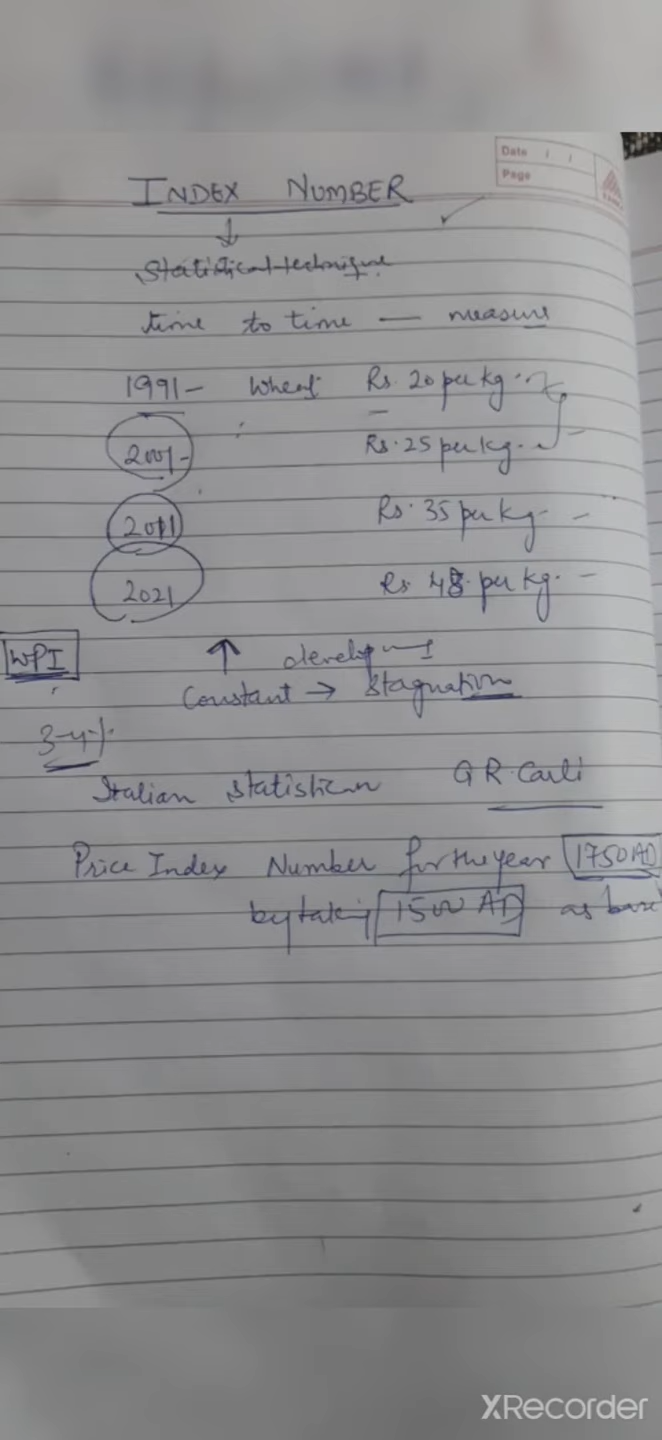 Date / /
Page
INDEX NUMBER
↓
Statistical technique
time to time — measure
1991 - Wheat Rs. 20 per kg.
2001 - Rs. 25 per kg.
2011 Rs. 35 per kg -
2021 Rs 48 per kg. -
WPI ↑ development
Constant → Stagnation
3-4%
Italian Statistician G R. Carli
Price Index Number for the year 1750 AD
by taking 1500 AD as base
XRecorder